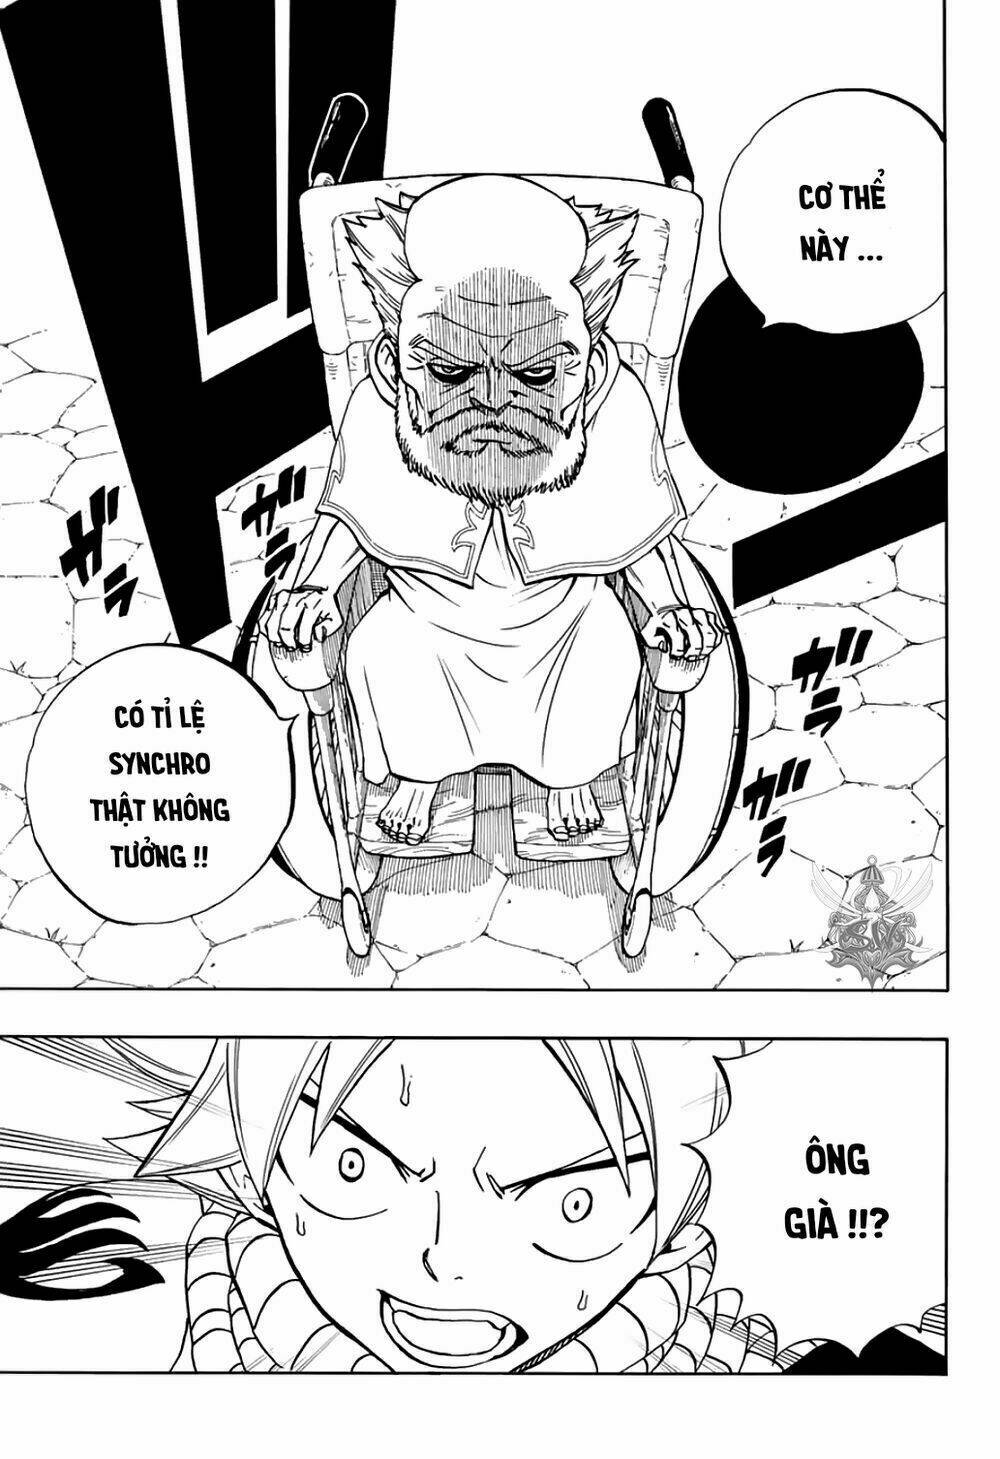 CƠ THỂ
NÀY ...
ガラ
ガラ
ガラ
ガラ
CÓ TỈ LỆ
SYNCHRO
THẬT KHÔNG
TƯỞNG !!
ÔNG
GIÀ !!?